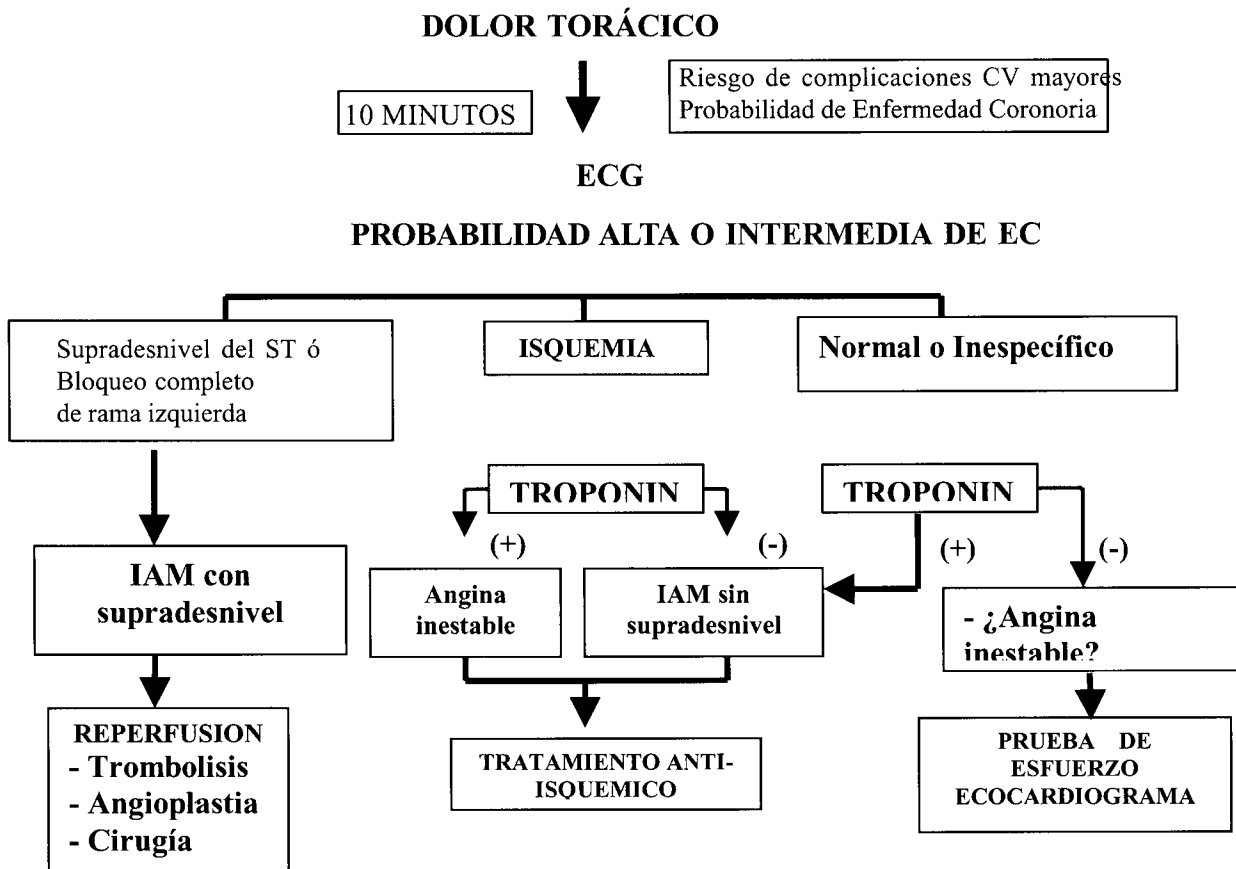 DOLOR TORÁCICO
10 MINUTOS
Riesgo de complicaciones CV mayores
Probabilidad de Enfermedad Coronoria
ECG
PROBABILIDAD ALTA O INTERMEDIA DE EC
Supradesnivel del ST ó
Bloqueo completo
de rama izquierda
ISQUEMIA
Normal o Inespecífico
TROPONIN
TROPONIN
(+)
(-)
(+)
(-)
IAM con
supradesnivel
Angina
inestable
IAM sin
supradesnivel
- ¿Angina
inestable?
REPERFUSION
- Trombolisis
- Angioplastia
- Cirugía
TRATAMIENTO ANTI-
ISQUEMICO
PRUEBA DE
ESFUERZO
ECOCARDIOGRAMA